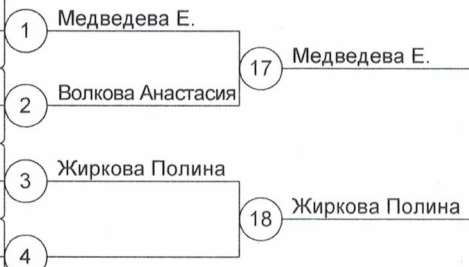 1 Медведева Е.
17 Медведева Е.
2 Волкова Анастасия
3 Жиркова Полина
18 Жиркова Полина
4